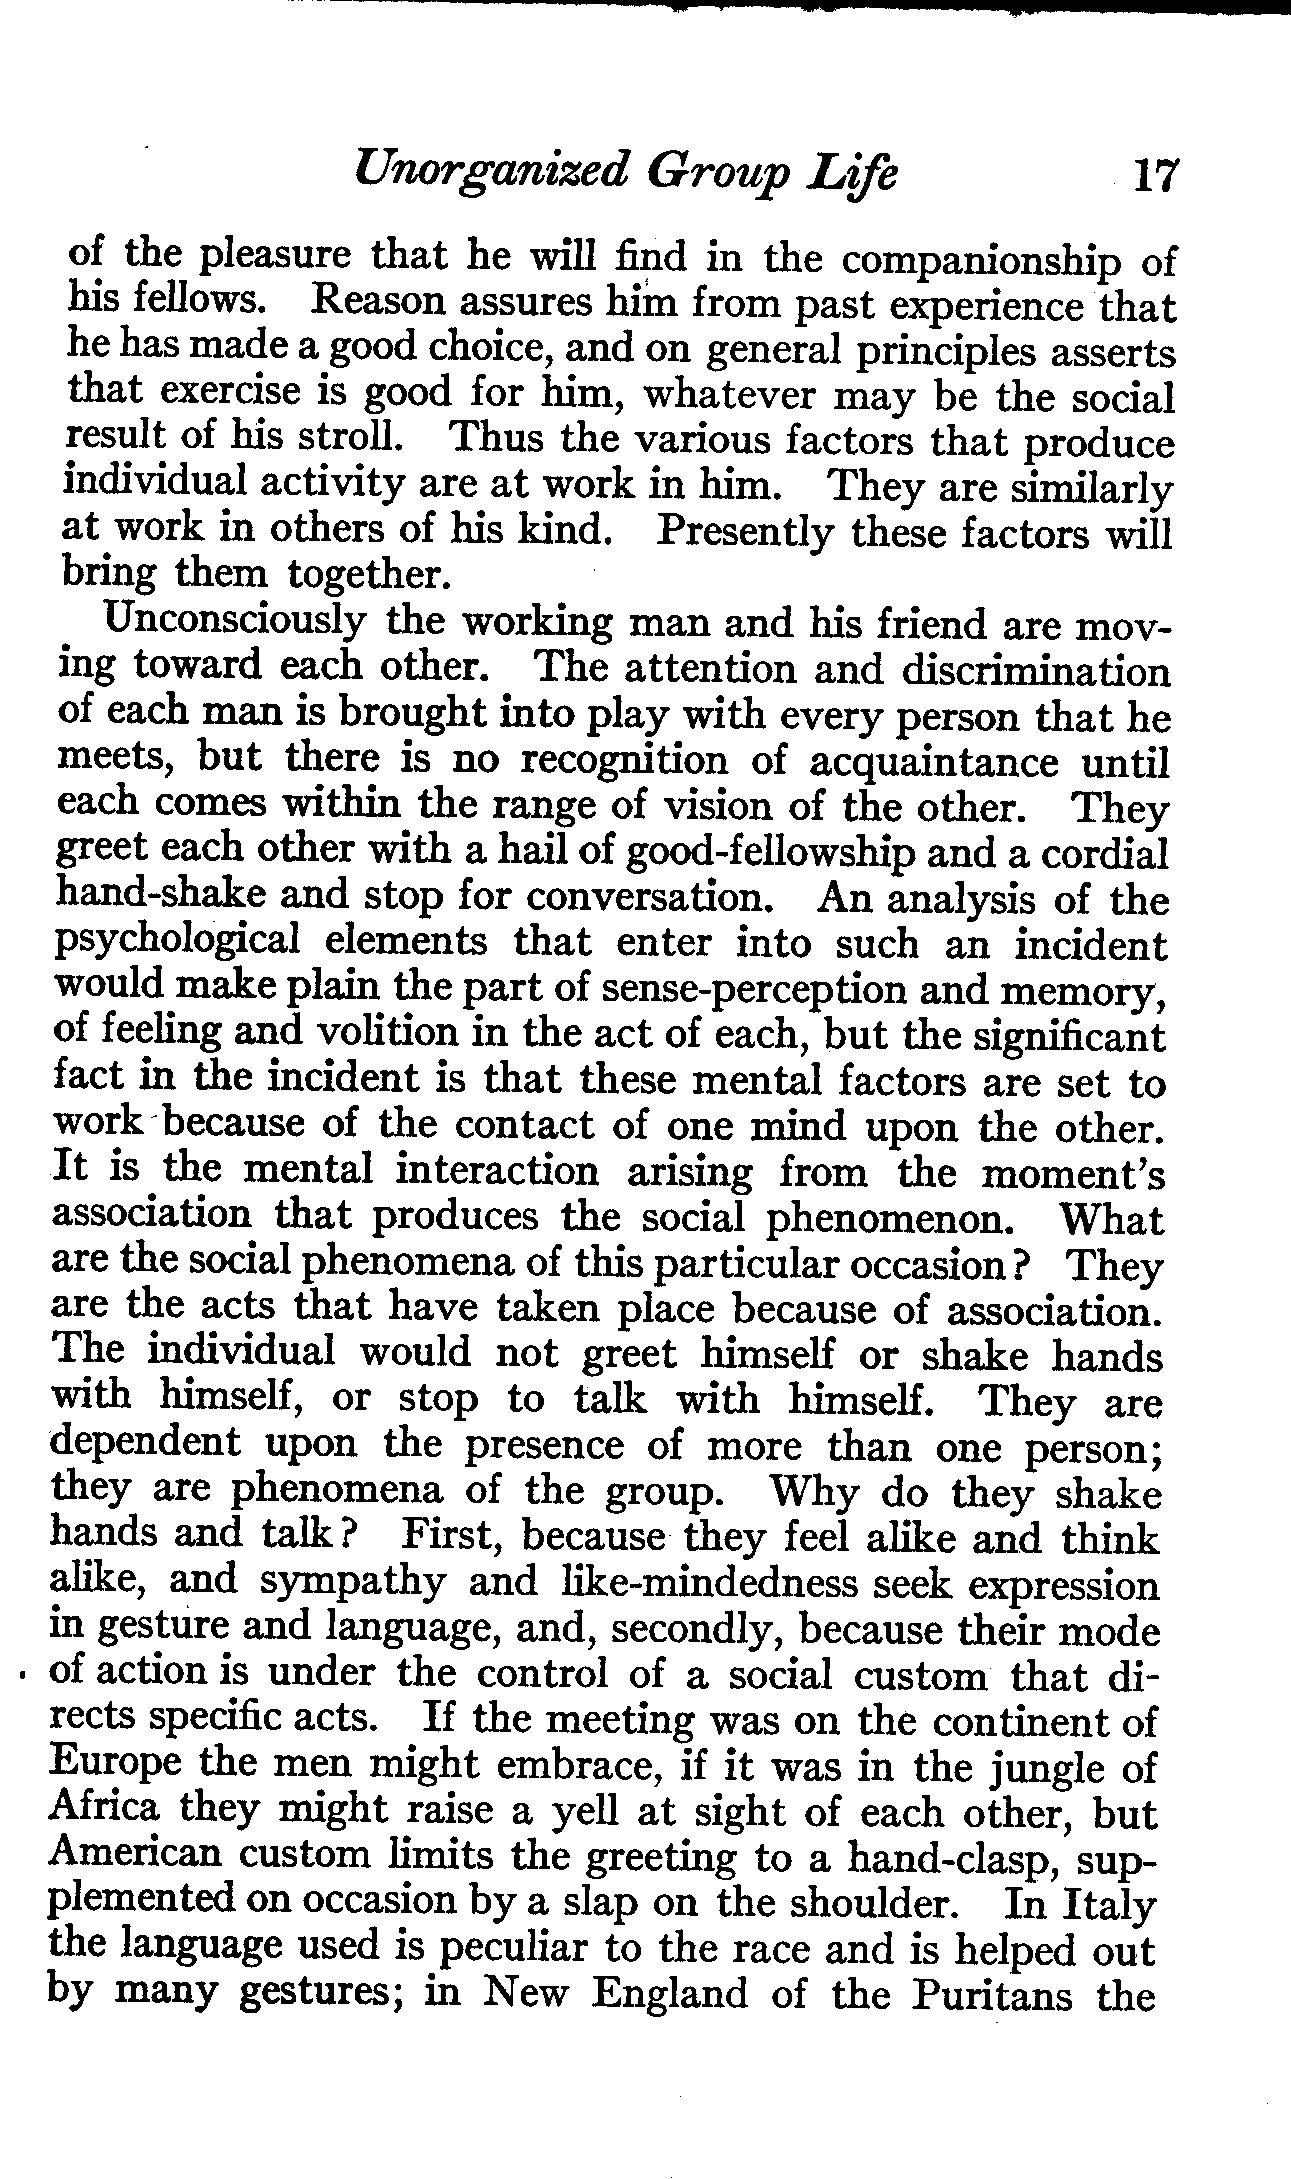 Unorganized Group Life 17
of the pleasure that he will find in the companionship of
his fellows. Reason assures him from past experience that
he has made a good choice, and on general principles asserts
that exercise is good for him, whatever may be the social
result of his stroll. Thus the various factors that produce
individual activity are at work in him. They are similarly
at work in others of his kind. Presently these factors will
bring them together.
Unconsciously the working man and his friend are mov-
ing toward each other. The attention and discrimination
of each man is brought into play with every person that he
meets, but there is no recognition of acquaintance until
each comes within the range of vision of the other. They
greet each other with a hail of good-fellowship and a cordial
hand-shake and stop for conversation. An analysis of the
psychological elements that enter into such an incident
would make plain the part of sense-perception and memory,
of feeling and volition in the act of each, but the significant
fact in the incident is that these mental factors are set to
work because of the contact of one mind upon the other.
It is the mental interaction arising from the moment's
association that produces the social phenomenon. What
are the social phenomena of this particular occasion? They
are the acts that have taken place because of association.
The individual would not greet himself or shake hands
with himself, or stop to talk with himself. They are
dependent upon the presence of more than one person;
they are phenomena of the group. Why do they shake
hands and talk? First, because they feel alike and think
alike, and sympathy and like-mindedness seek expression
in gesture and language, and, secondly, because their mode
of action is under the control of a social custom that di-
rects specific acts. If the meeting was on the continent of
Europe the men might embrace, if it was in the jungle of
Africa they might raise a yell at sight of each other, but
American custom limits the greeting to a hand-clasp, sup-
plemented on occasion by a slap on the shoulder. In Italy
the language used is peculiar to the race and is helped out
by many gestures; in New England of the Puritans the